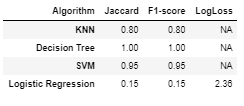 Algorithm Jaccard F1-score LogLoss
KNN 0.80 0.80 NA
Decision Tree 1.00 1.00 NA
SVM 0.95 0.95 NA
Logistic Regression 0.15 0.15 2.36